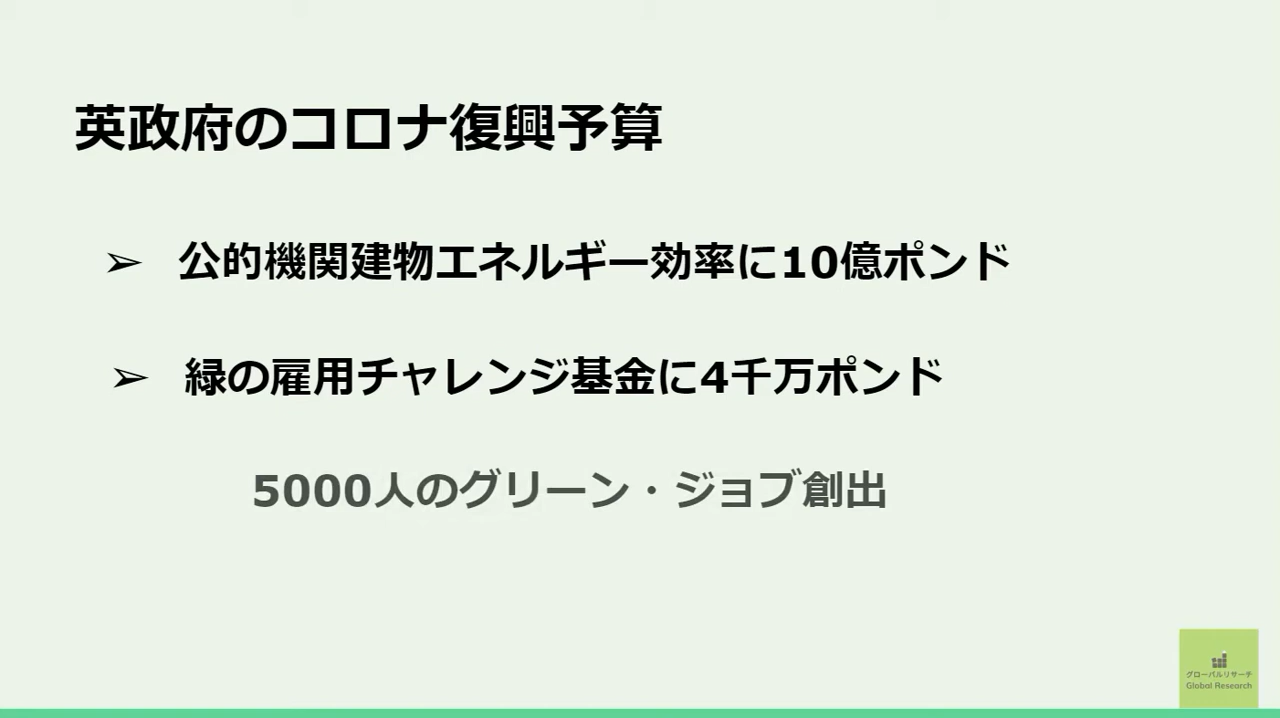 英政府のコロナ復興予算
➢ 公的機関建物エネルギー効率に10億ポンド
➢ 緑の雇用チャレンジ基金に4千万ポンド
5000人のグリーン・ジョブ創出
グローバルリサーチ
Global Research